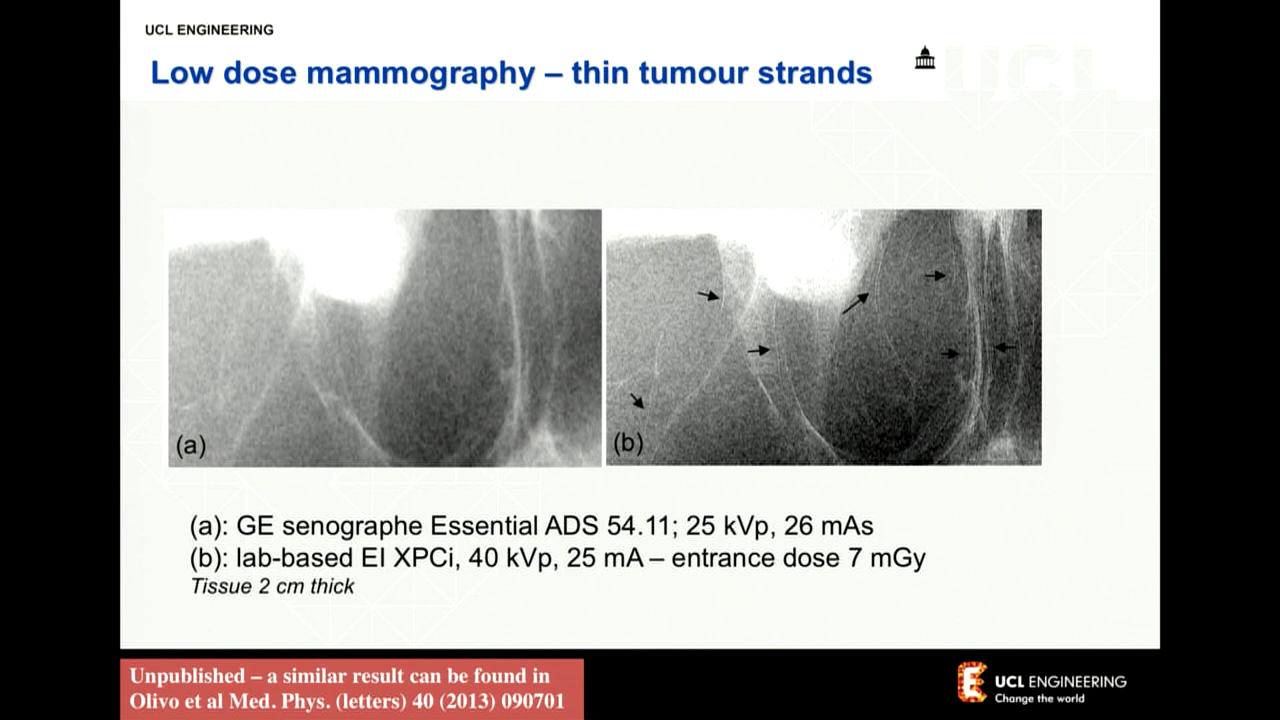 UCL ENGINEERING
Low dose mammography – thin tumour strands
UCL
(a)
(b)
(a): GE senographe Essential ADS 54.11; 25 kVp, 26 mAs
(b): lab-based EI XPCi, 40 kVp, 25 mA – entrance dose 7 mGy
Tissue 2 cm thick
Unpublished – a similar result can be found in
Olivo et al Med. Phys. (letters) 40 (2013) 090701
UCL ENGINEERING
Change the world